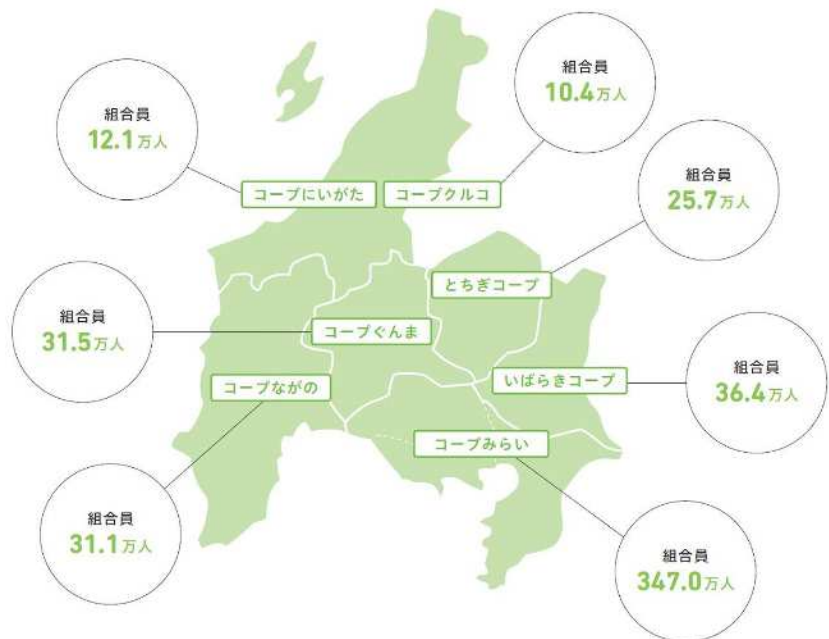 組合員
10.4万人
組合員
12.1万人
コープにいがた
コープクルコ
組合員
25.7万人
とちぎコープ
組合員
31.5万人
コープぐんま
コープながの
いばらきコープ
組合員
36.4万人
コープみらい
組合員
31.1万人
組合員
347.0万人